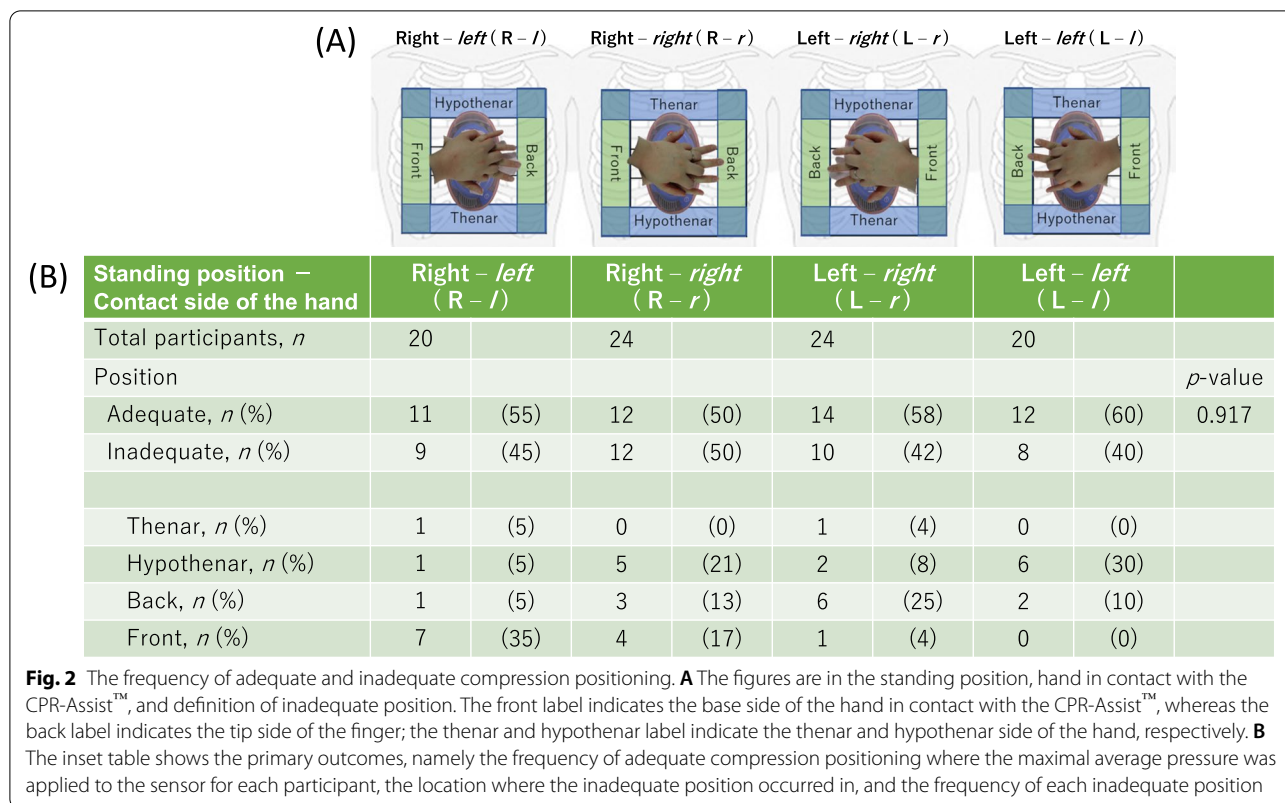 (A)
Right – left ( R – l )
Right – right ( R – r )
Left – right ( L – r )
Left – left ( L – l )
Hypothenar
Front
Back
Thenar
Thenar
Front
Back
Hypothenar
Hypothenar
Back
Front
Thenar
Thenar
Back
Front
Hypothenar
(B)
Standing position – Right – left Right – right Left – right Left – left
Contact side of the hand ( R – l ) ( R – r ) ( L – r ) ( L – l )
Total participants, n 20 24 24 20
Position p-value
Adequate, n (%) 11 (55) 12 (50) 14 (58) 12 (60) 0.917
Inadequate, n (%) 9 (45) 12 (50) 10 (42) 8 (40)
Thenar, n (%) 1 (5) 0 (0) 1 (4) 0 (0)
Hypothenar, n (%) 1 (5) 5 (21) 2 (8) 6 (30)
Back, n (%) 1 (5) 3 (13) 6 (25) 2 (10)
Front, n (%) 7 (35) 4 (17) 1 (4) 0 (0)
Fig. 2 The frequency of adequate and inadequate compression positioning. A The figures are in the standing position, hand in contact with the
CPR-Assist™, and definition of inadequate position. The front label indicates the base side of the hand in contact with the CPR-Assist™, whereas the
back label indicates the tip side of the finger; the thenar and hypothenar label indicate the thenar and hypothenar side of the hand, respectively. B
The inset table shows the primary outcomes, namely the frequency of adequate compression positioning where the maximal average pressure was
applied to the sensor for each participant, the location where the inadequate position occurred in, and the frequency of each inadequate position